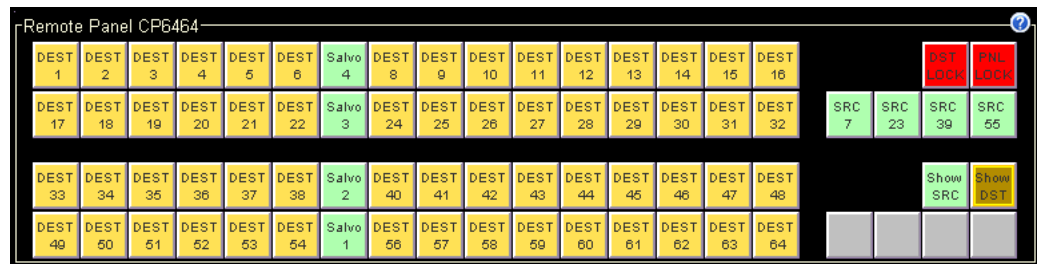 Remote Panel CP6464 ?
DEST DEST DEST DEST DEST DEST Salvo DEST DEST DEST DEST DEST DEST DEST DEST DEST DST PNL
1 2 3 4 5 6 4 8 9 10 11 12 13 14 15 16 LOCK LOCK
DEST DEST DEST DEST DEST DEST Salvo DEST DEST DEST DEST DEST DEST DEST DEST DEST SRC SRC SRC SRC
17 18 19 20 21 22 3 24 25 26 27 28 29 30 31 32 7 23 39 55
DEST DEST DEST DEST DEST DEST Salvo DEST DEST DEST DEST DEST DEST DEST DEST DEST Show Show
33 34 35 36 37 38 2 40 41 42 43 44 45 46 47 48 SRC DST
DEST DEST DEST DEST DEST DEST Salvo DEST DEST DEST DEST DEST DEST DEST DEST DEST
49 50 51 52 53 54 1 56 57 58 59 60 61 62 63 64